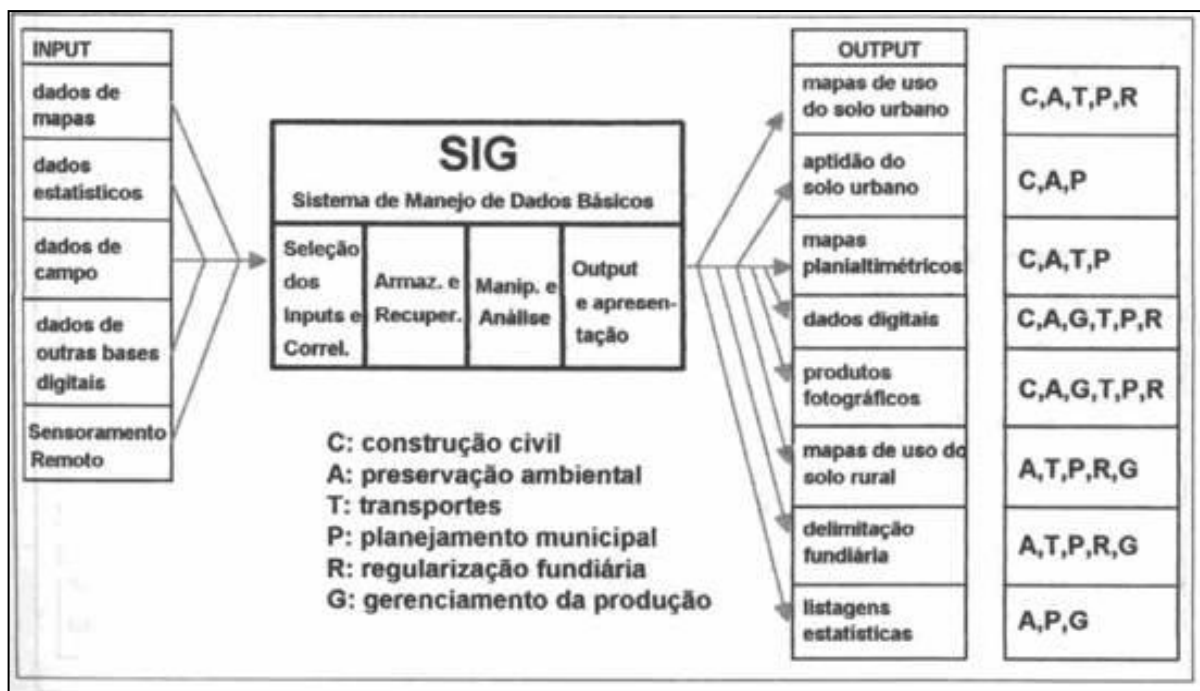 INPUT
dados de
mapas
dados
estatísticos
dados de
campo
dados de
outras bases
digitais
Sensoramento
Remoto
SIG
Sistema de Manejo de Dados Básicos
Seleção
dos
Inputs e
Correl.
Armaz. e
Recuper.
Manip. e
Análise
Output
e apresen-
tação
C: construção civil
A: preservação ambiental
T: transportes
P: planejamento municipal
R: regularização fundiária
G: gerenciamento da produção
OUTPUT
mapas de uso
do solo urbano
C,A,T,P,R
aptidão do
solo urbano
C,A,P
mapas
planialtimétricos
C,A,T,P
dados digitais
C,A,G,T,P,R
produtos
fotográficos
C,A,G,T,P,R
mapas de uso do
solo rural
A,T,P,R,G
delimitação
fundiária
A,T,P,R,G
listagens
estatísticas
A,P,G